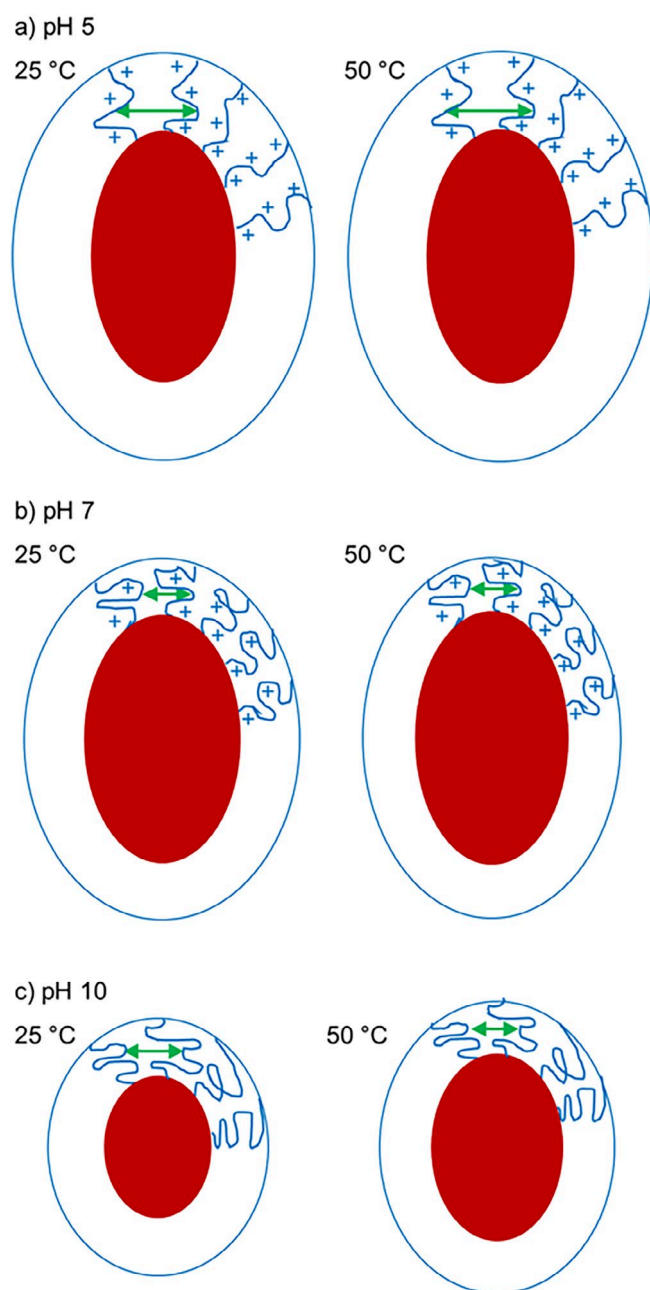 a) pH 5
25 °C 50 °C
+ + + + + + + + + + + +
+ + + + + + + + + + + +
b) pH 7
25 °C 50 °C
+ + + + + + +
+ + + + + + +
c) pH 10
25 °C 50 °C